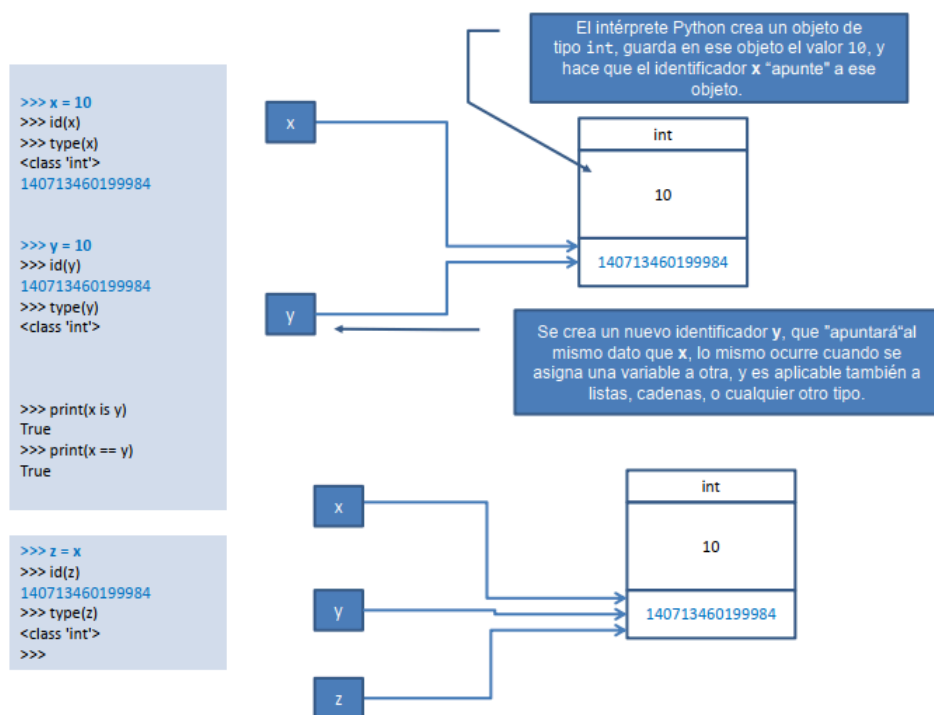 El intérprete Python crea un objeto de
tipo int, guarda en ese objeto el valor 10, y
hace que el identificador x “apunte” a ese
objeto.
>>> x = 10
>>> id(x)
>>> type(x)
<class 'int'>
140713460199984
x
int
10
140713460199984
>>> y = 10
>>> id(y)
140713460199984
>>> type(y)
<class 'int'>
y
Se crea un nuevo identificador y, que ”apuntará“al
mismo dato que x, lo mismo ocurre cuando se
asigna una variable a otra, y es aplicable también a
listas, cadenas, o cualquier otro tipo.
>>> print(x is y)
True
>>> print(x == y)
True
x
int
10
140713460199984
y
z
>>> z = x
>>> id(z)
140713460199984
>>> type(z)
<class 'int'>
>>>